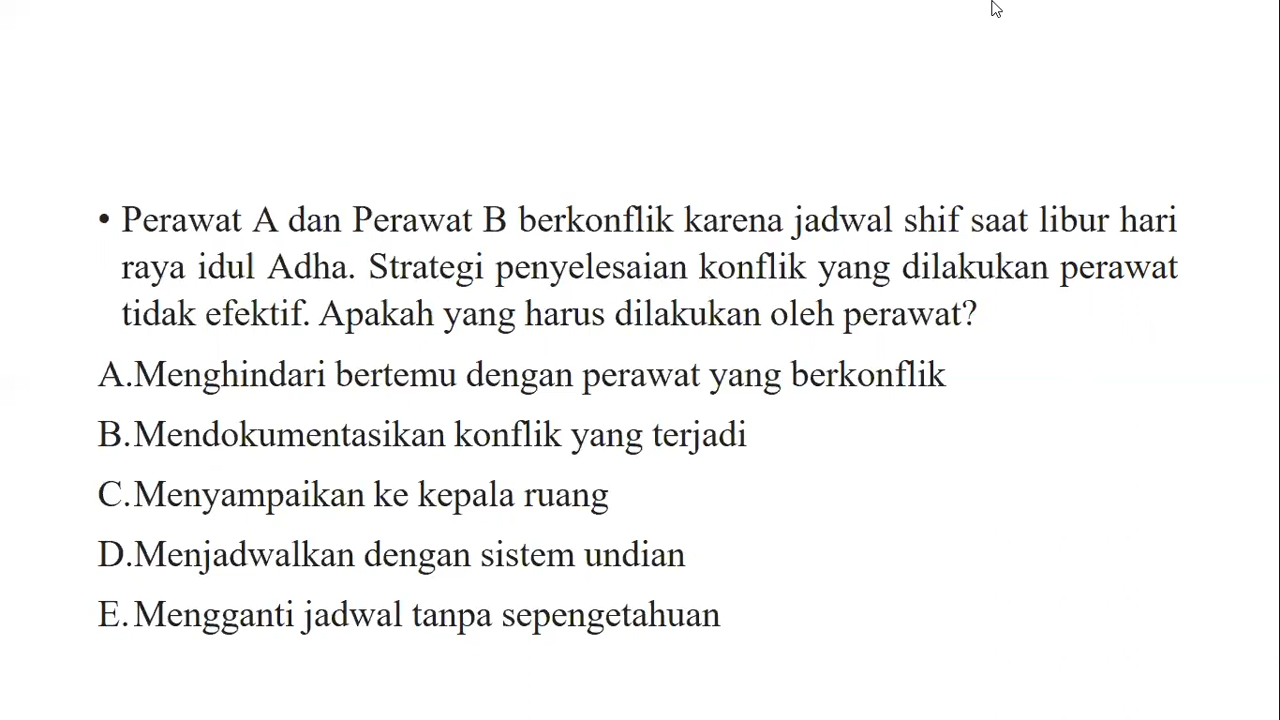 • Perawat A dan Perawat B berkonflik karena jadwal shif saat libur hari
raya idul Adha. Strategi penyelesaian konflik yang dilakukan perawat
tidak efektif. Apakah yang harus dilakukan oleh perawat?
A.Menghindari bertemu dengan perawat yang berkonflik
B.Mendokumentasikan konflik yang terjadi
C.Menyampaikan ke kepala ruang
D.Menjadwalkan dengan sistem undian
E.Mengganti jadwal tanpa sepengetahuan